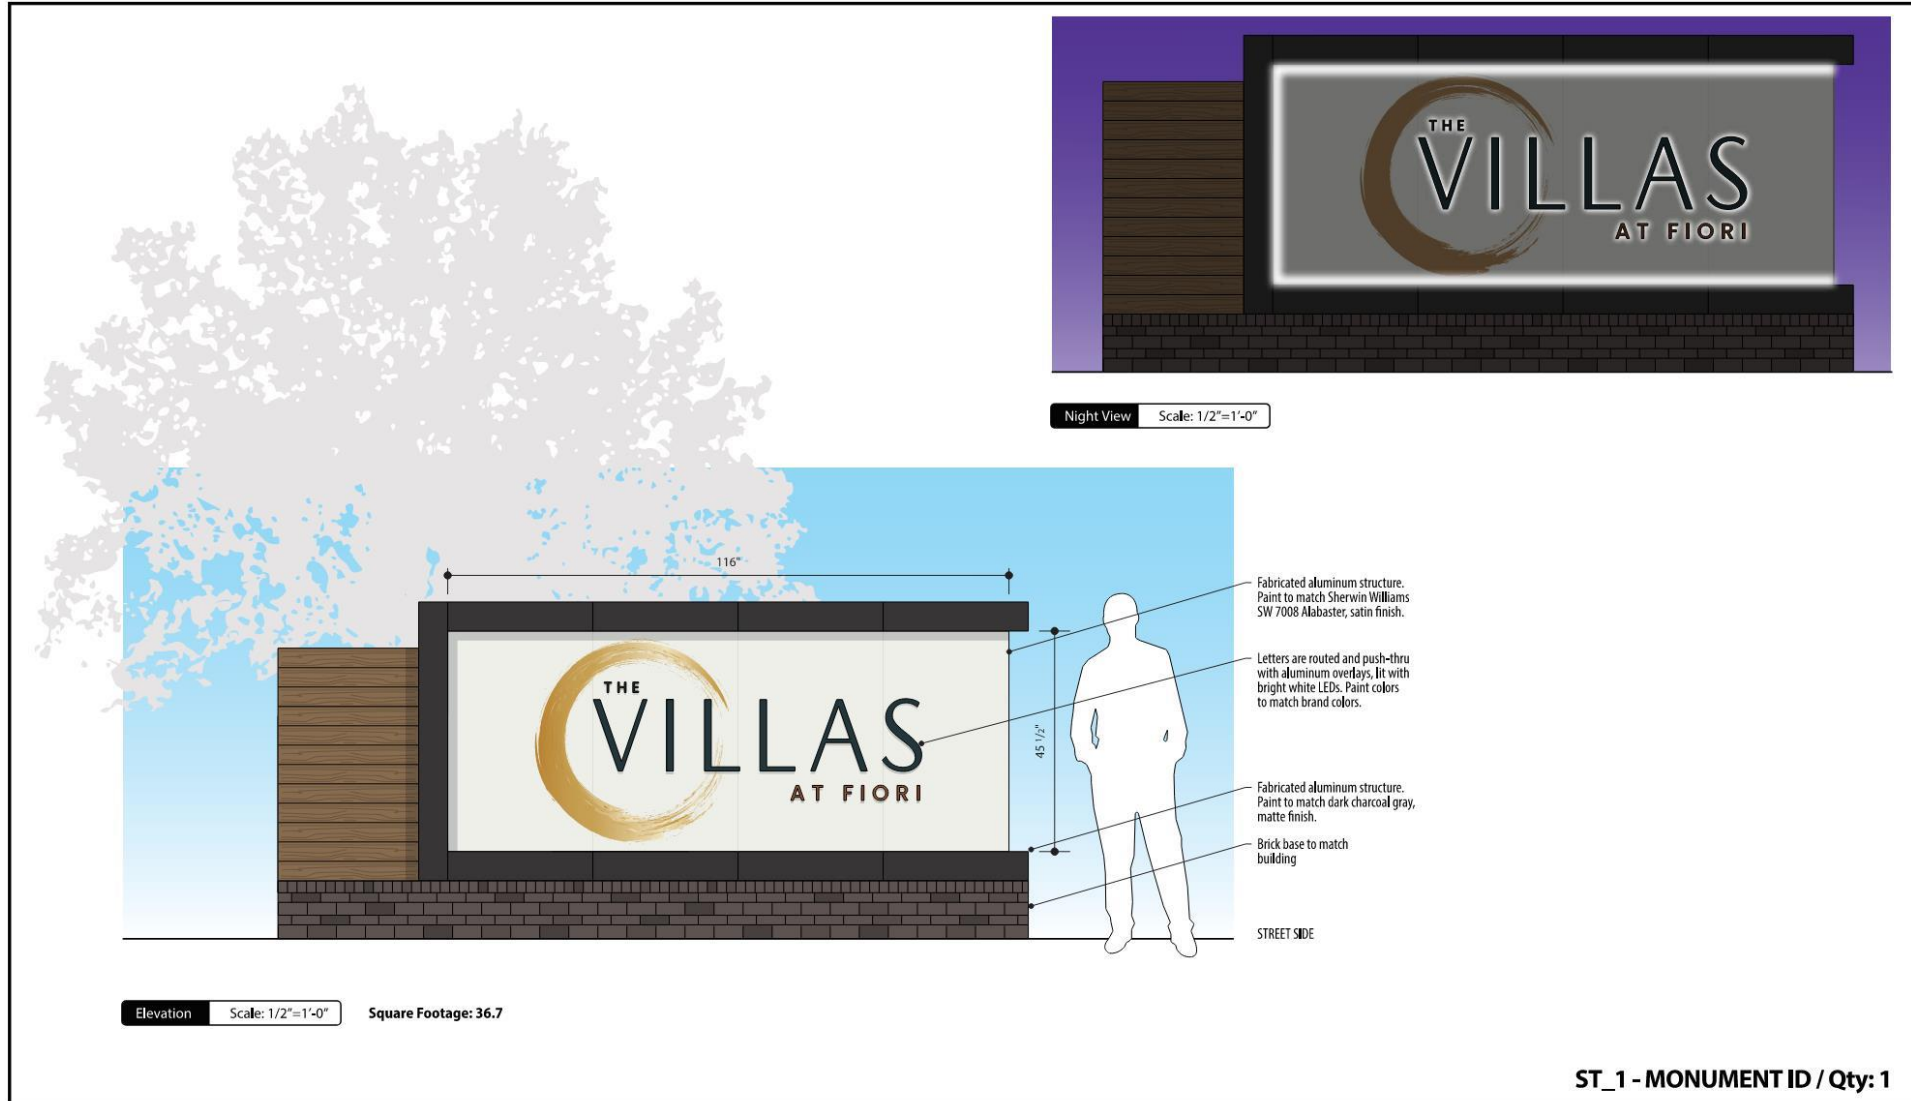 THE
VILLAS
AT FIORI
Night View Scale: 1/2"=1'-0"
116"
45 1/2"
THE
VILLAS
AT FIORI
Fabricated aluminum structure.
Paint to match Sherwin Williams
SW 7008 Alabaster, satin finish.
Letters are routed and push-thru
with aluminum overlays, lit with
bright white LEDs. Paint colors
to match brand colors.
Fabricated aluminum structure.
Paint to match dark charcoal gray,
matte finish.
Brick base to match
building
STREET SIDE
Elevation Scale: 1/2"=1'-0" Square Footage: 36.7
ST_1 - MONUMENT ID / Qty: 1